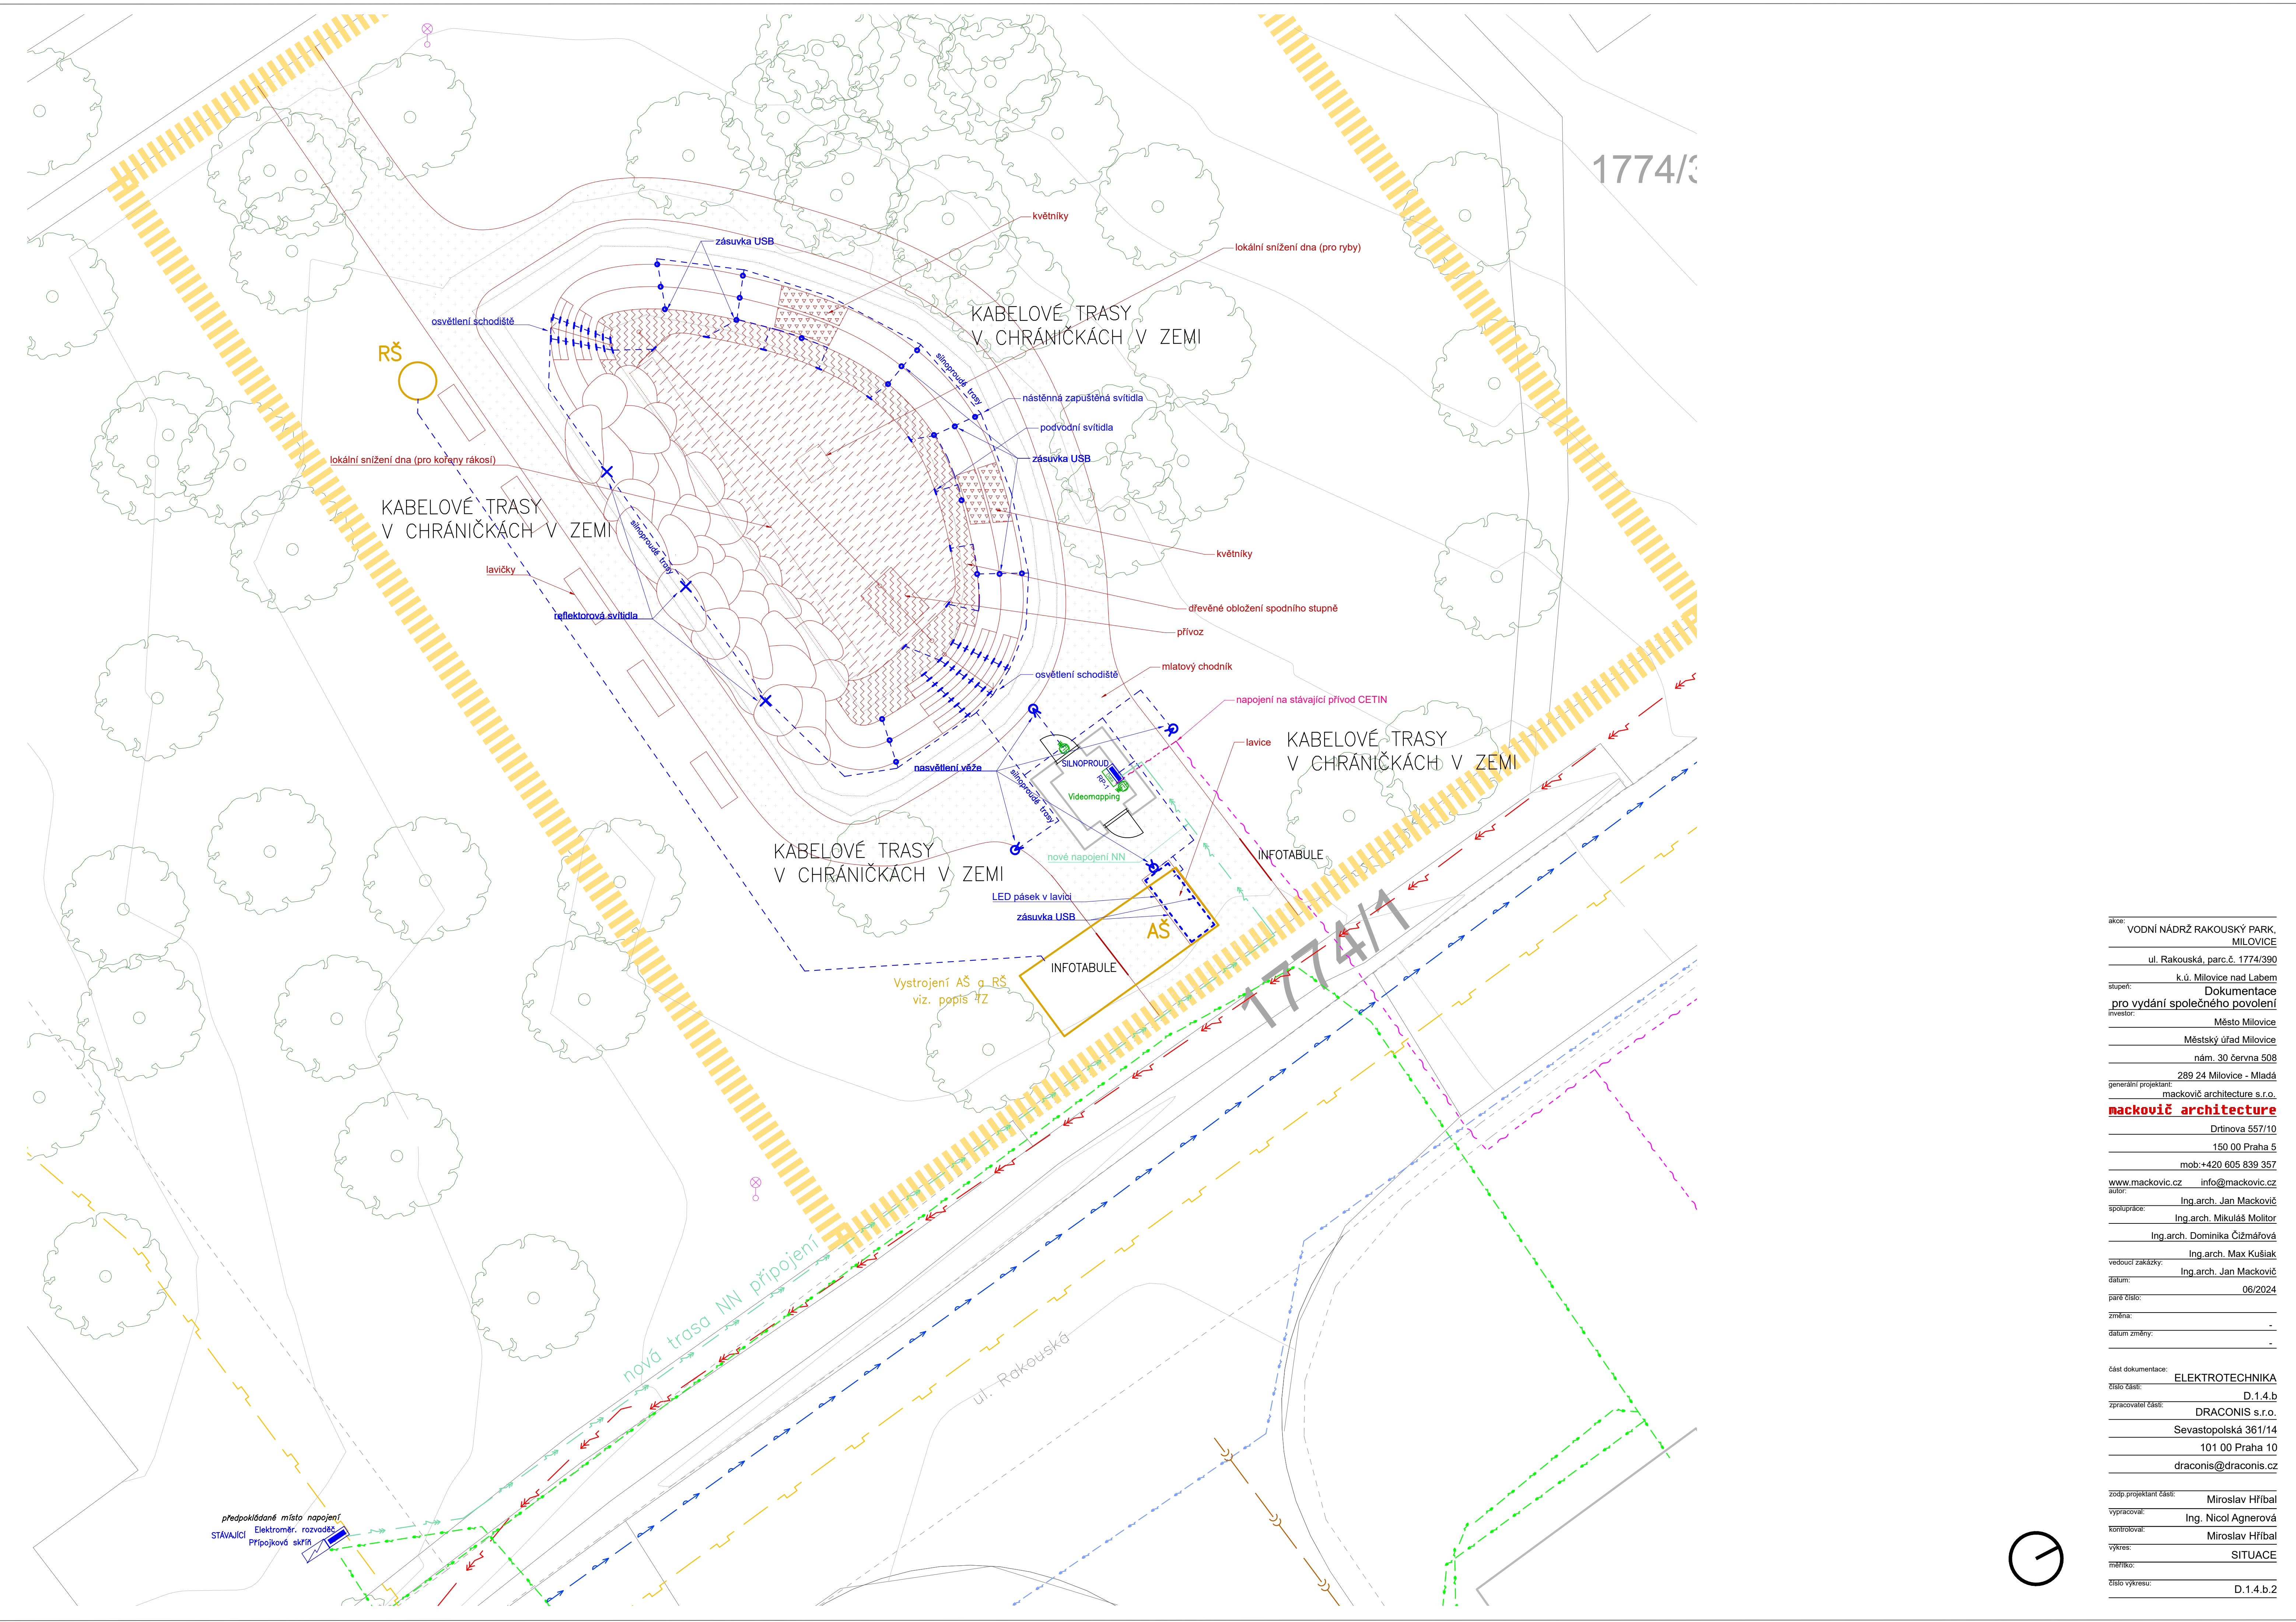 1774/3
květníky
zásuvka USB
lokální snížení dna (pro ryby)
KABELOVÉ TRASY
V CHRÁNIČKÁCH V ZEMI
osvětlení schodiště
RŠ
silnoproudé trasy
nástěnná zapuštěná svítidla
podvodní svítidla
zásuvka USB
lokální snížení dna (pro kořeny rákosí)
KABELOVÉ TRASY
V CHRÁNIČKÁCH V ZEMI
silnoproudé trasy
květníky
lavičky
dřevěné obložení spodního stupně
reflektorová svítidla
přívoz
mlatový chodník
osvětlení schodiště
napojení na stávající přívod CETIN
lavice
KABELOVÉ TRASY
V CHRÁNIČKÁCH V ZEMI
nasvětlení věže
SILNOPROUD
RP-1
Videomapping
silnoproudé trasy
KABELOVÉ TRASY
V CHRÁNIČKÁCH V ZEMI
nové napojení NN
INFOTABULE
LED pásek v lavici
zásuvka USB
AŠ
1774/1
INFOTABULE
Vystrojení AŠ a RŠ
viz. popis TZ
nová trasa NN připojení
ul. Rakouská
předpoklâdané místo napojení
STÁVAJÍCÍ
Elektroměr. rozvaděč
Přípojková skříň
akce:
VODNÍ NÁDRŽ RAKOUSKÝ PARK,
MILOVICE
ul. Rakouská, parc.č. 1774/390
k.ú. Milovice nad Labem
stupeň:
Dokumentace
pro vydání společného povolení
investor:
Město Milovice
Městský úřad Milovice
nám. 30 června 508
289 24 Milovice - Mladá
generální projektant:
mackovič architecture s.r.o.
mackovič architecture
Drtinova 557/10
150 00 Praha 5
mob:+420 605 839 357
www.mackovic.cz info@mackovic.cz
autor:
Ing.arch. Jan Mackovič
spolupráce:
Ing.arch. Mikuláš Molitor
Ing.arch. Dominika Čižmářová
Ing.arch. Max Kušiak
vedoucí zakázky:
Ing.arch. Jan Mackovič
datum:
06/2024
paré číslo:
změna:
-
datum změny:
-
část dokumentace:
ELEKTROTECHNIKA
číslo části:
D.1.4.b
zpracovatel části:
DRACONIS s.r.o.
Sevastopolská 361/14
101 00 Praha 10
draconis@draconis.cz
zodp.projektant části:
Miroslav Hříbal
vypracoval:
Ing. Nicol Agnerová
kontroloval:
Miroslav Hříbal
výkres:
SITUACE
měřítko:
číslo výkresu:
D.1.4.b.2